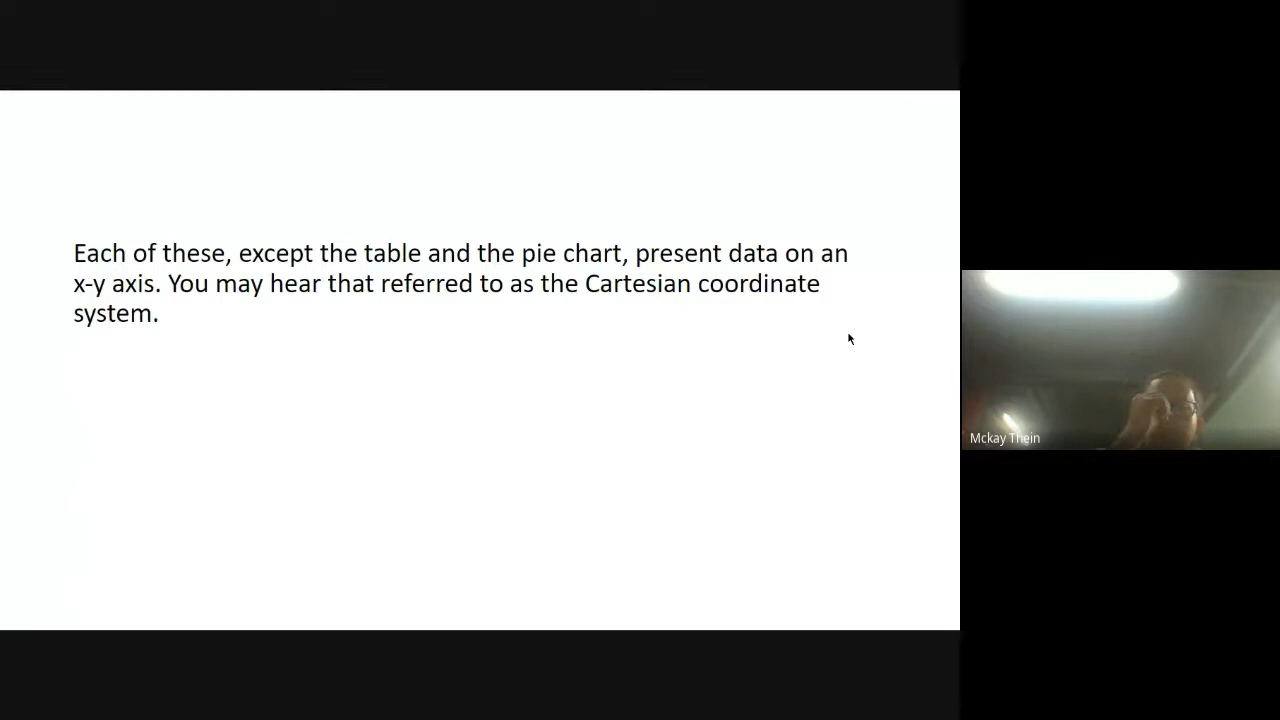 Each of these, except the table and the pie chart, present data on an
x-y axis. You may hear that referred to as the Cartesian coordinate
system.
Mckay Thein